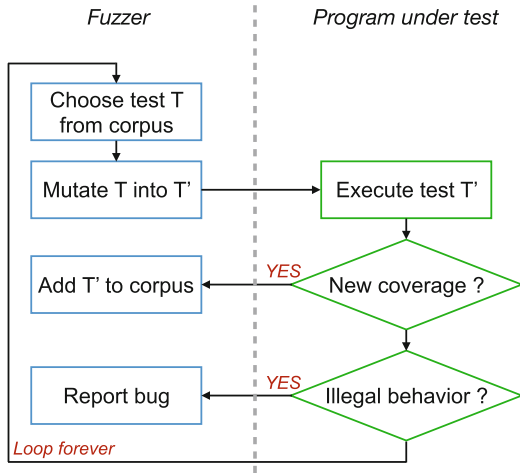 Fuzzer
Program under test
Choose test T
from corpus
Mutate T into T’
Execute test T’
YES
Add T’ to corpus
New coverage ?
YES
Report bug
Illegal behavior ?
Loop forever